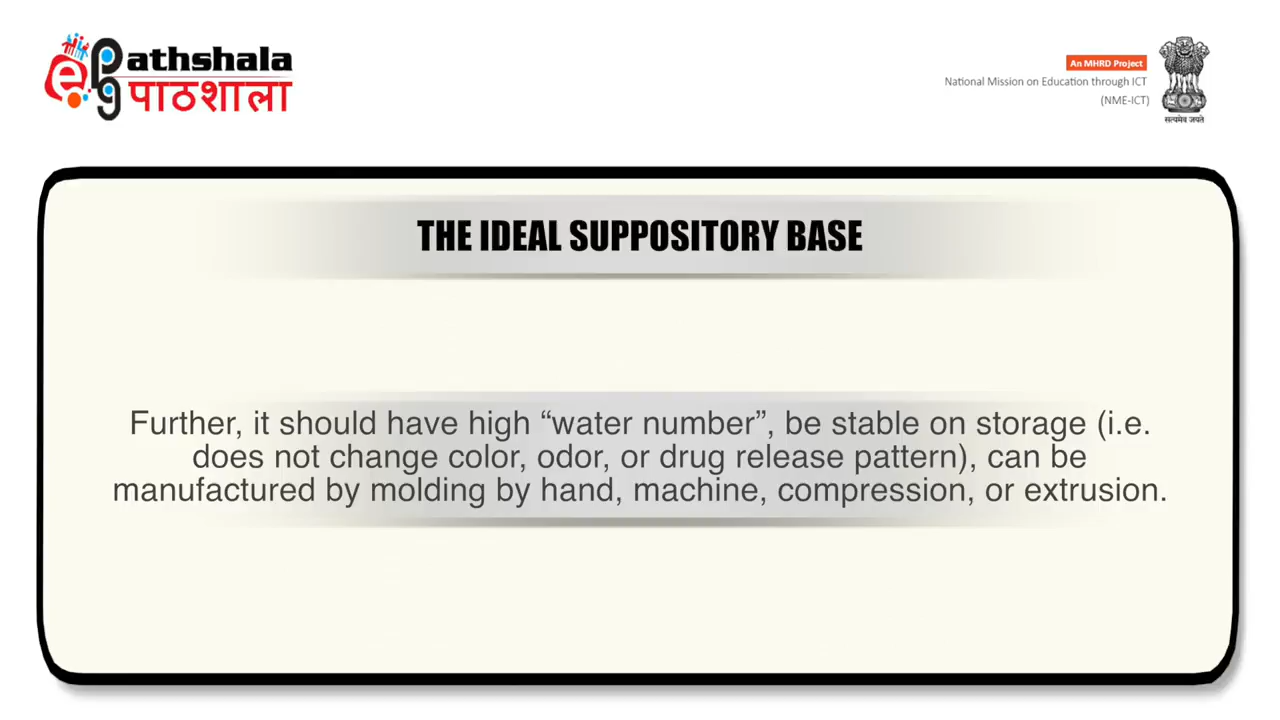 ePathshala
pg पाठशाला
An MHRD Project
National Mission on Education through ICT
(NME-ICT)
सत्यमेव जयते
THE IDEAL SUPPOSITORY BASE
Further, it should have high “water number”, be stable on storage (i.e.
does not change color, odor, or drug release pattern), can be
manufactured by molding by hand, machine, compression, or extrusion.